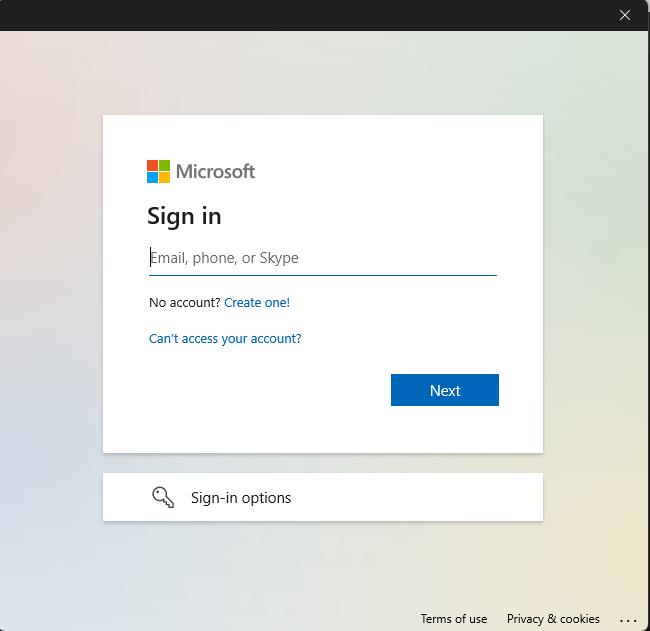 Microsoft
Sign in
Email, phone, or Skype
No account? Create one!
Can't access your account?
Next
Sign-in options
Terms of use Privacy & cookies ...